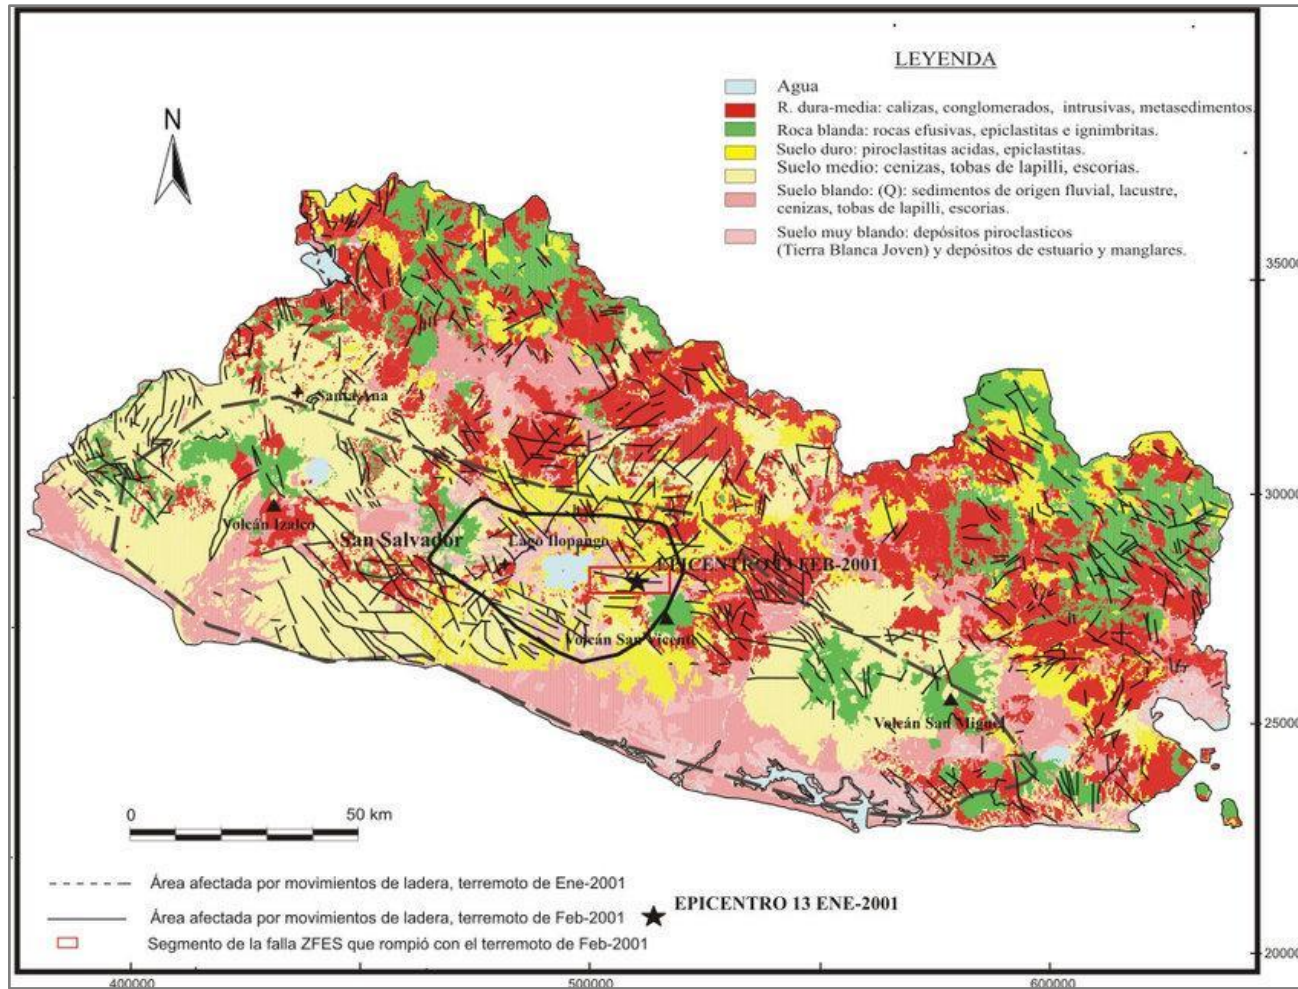 LEYENDA
Agua
R. dura-media: calizas, conglomerados, intrusivas, metasedimentos.
Roca blanda: rocas efusivas, epiclastitas e ignimbritas.
Suelo duro: piroclastitas acidas, epiclastitas.
Suelo medio: cenizas, tobas de lapilli, escorias.
Suelo blando: (Q): sedimentos de origen fluvial, lacustre,
cenizas, tobas de lapilli, escorias.
Suelo muy blando: depósitos piroclasticos
(Tierra Blanca Joven) y depósitos de estuario y manglares.
N
35000
Santa Ana
30000
Volcán Izalco
San Salvador
Lago Ilopango
EPICENTRO 13 FEB-2001
Volcán San Vicente
Volcán San Miguel
25000
0 50 km
Área afectada por movimientos de ladera, terremoto de Ene-2001
EPICENTRO 13 ENE-2001
Área afectada por movimientos de ladera, terremoto de Feb-2001
Segmento de la falla ZFES que rompió con el terremoto de Feb-2001
20000
400000 500000 600000